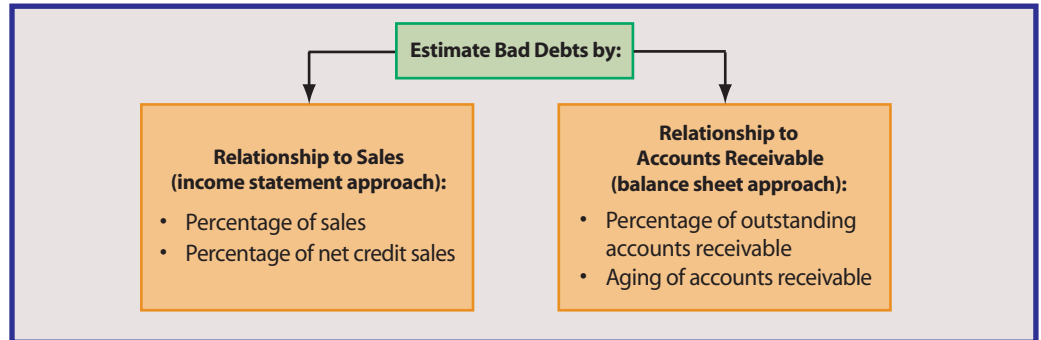 Estimate Bad Debts by:
Relationship to Sales
(income statement approach):
• Percentage of sales
• Percentage of net credit sales
Relationship to
Accounts Receivable
(balance sheet approach):
• Percentage of outstanding
accounts receivable
• Aging of accounts receivable